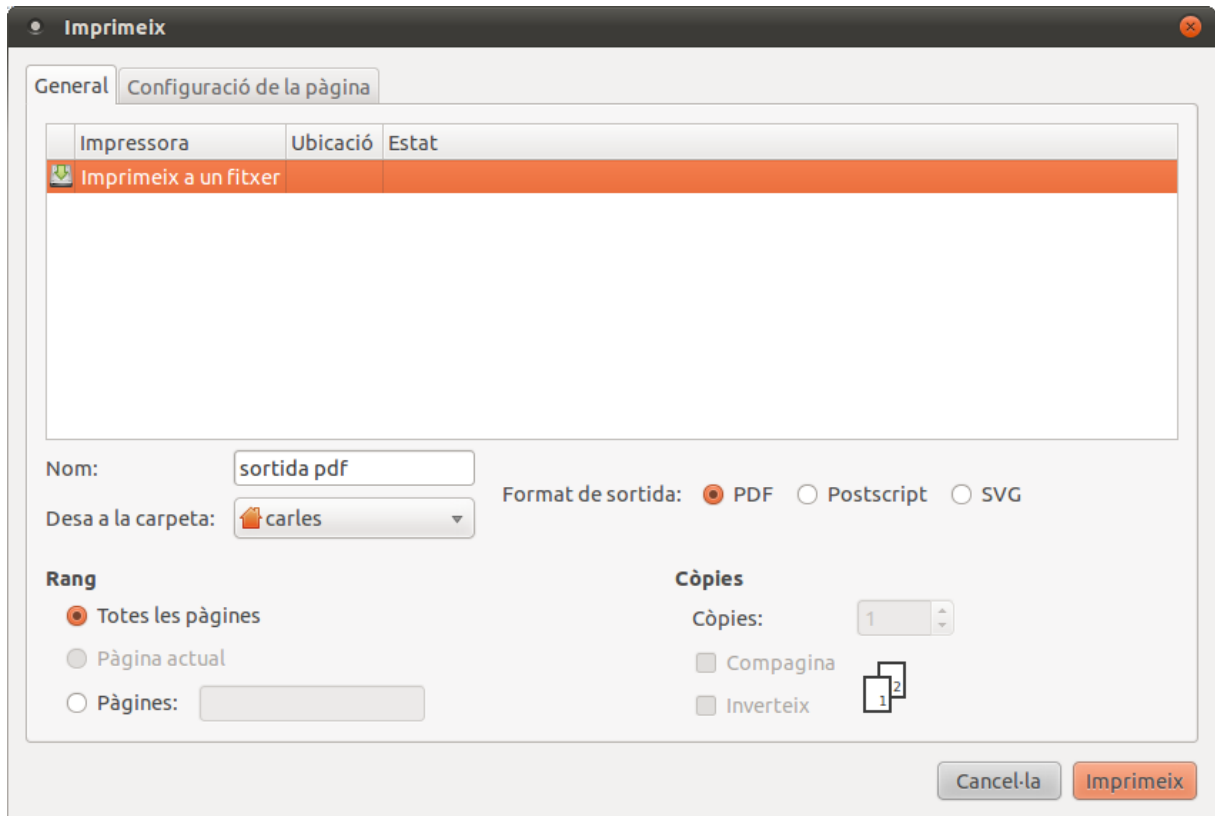 Imprimeix
General Configuració de la pàgina
Impressora Ubicació Estat
Imprimeix a un fitxer
Nom: sortida pdf
Format de sortida: PDF Postscript SVG
Desa a la carpeta: carles
Rang
Totes les pàgines
Pàgina actual
Pàgines:
Còpies
Còpies: 1
Compagina
Inverteix
1 2
Cancel·la Imprimeix